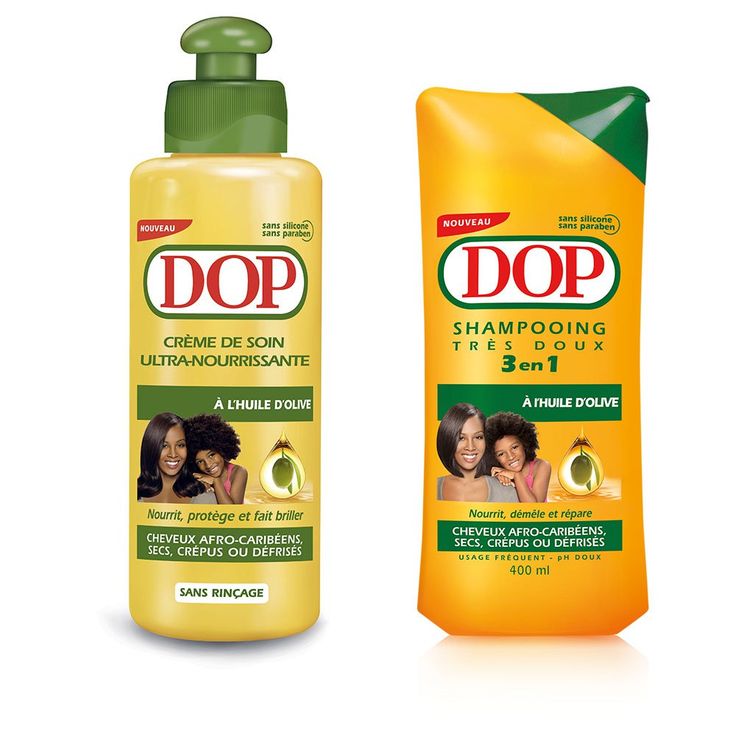 NOUVEAU
sans silicone
sans paraben
DOP
CRÈME DE SOIN
ULTRA-NOURRISSANTE
À L'HUILE D'OLIVE
Nourrit, protège et fait briller
CHEVEUX AFRO-CARIBÉENS,
SECS, CRÉPUS OU DÉFRISÉS
SANS RINÇAGE
NOUVEAU
sans silicone
sans paraben
DOP
SHAMPOOING
TRÈS DOUX
3 en 1
À l'HUILE D'OLIVE
Nourrit, démêle et répare
CHEVEUX AFRO-CARIBÉENS,
SECS, CRÉPUS OU DÉFRISÉS
USAGE FRÉQUENT - pH DOUX
400 ml